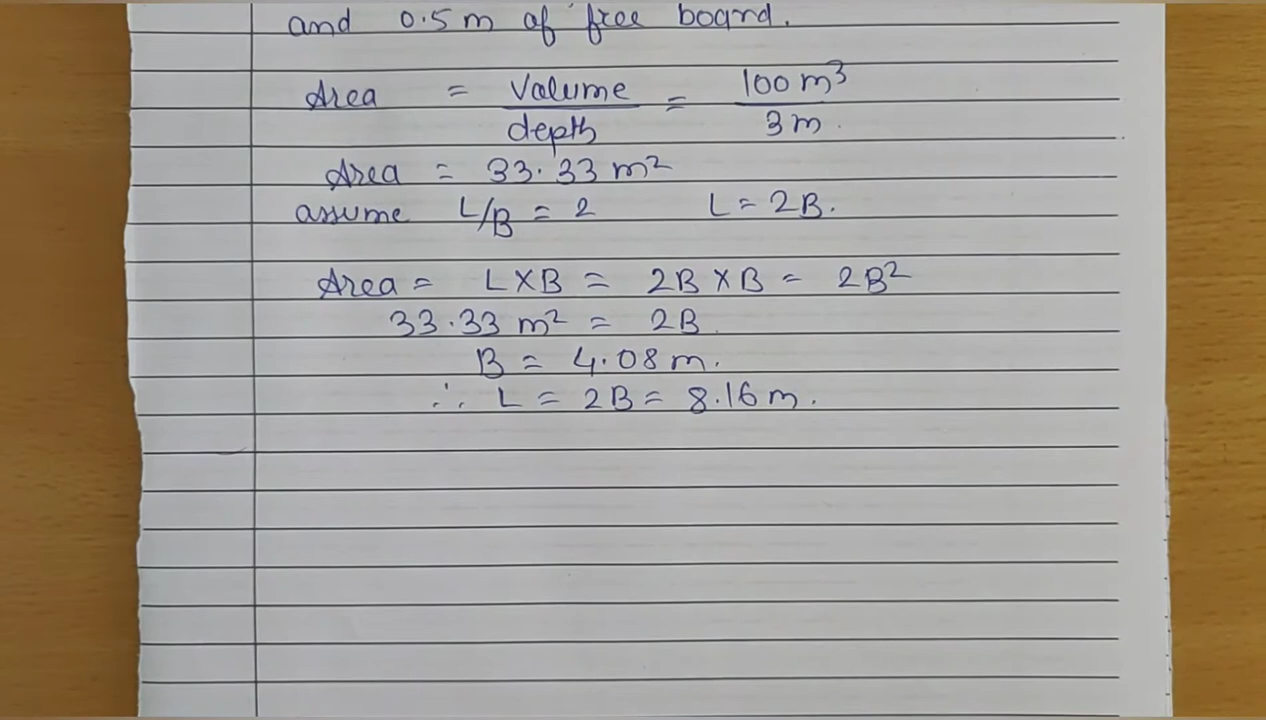 and 0.5 m of free board.
Area = Volume / depth = 100 m³ / 3 m.
Area = 33.33 m²
assume L/B = 2 L = 2B.
Area = L×B = 2B×B = 2B²
33.33 m² = 2B
B = 4.08 m.
∴ L = 2B = 8.16 m.